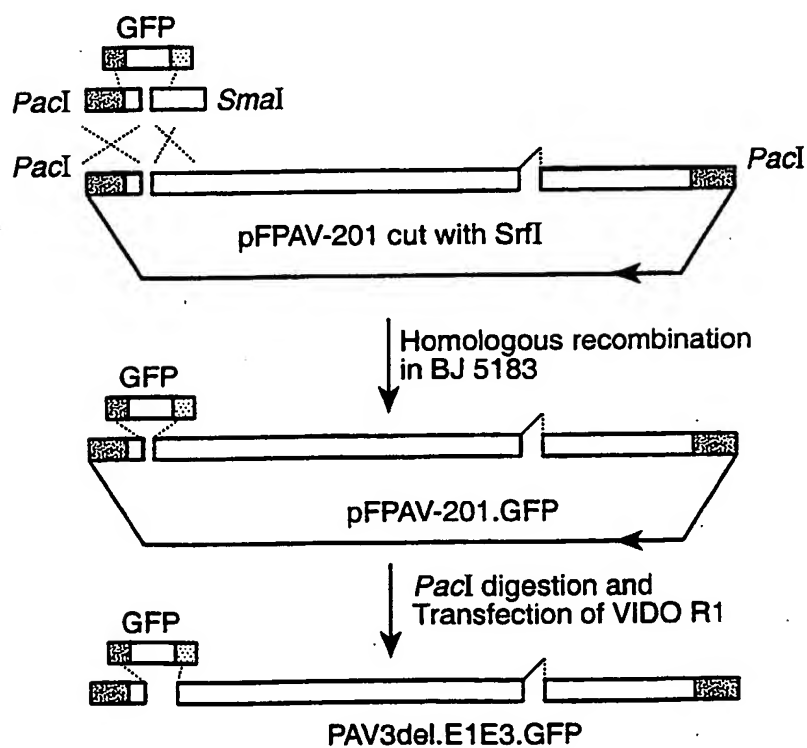 GFP
PacI
SmaI
PacI
PacI
pFPAV-201 cut with SrfI
Homologous recombination
in BJ 5183
GFP
pFPAV-201.GFP
PacI digestion and
Transfection of VIDO R1
GFP
PAV3del.E1E3.GFP